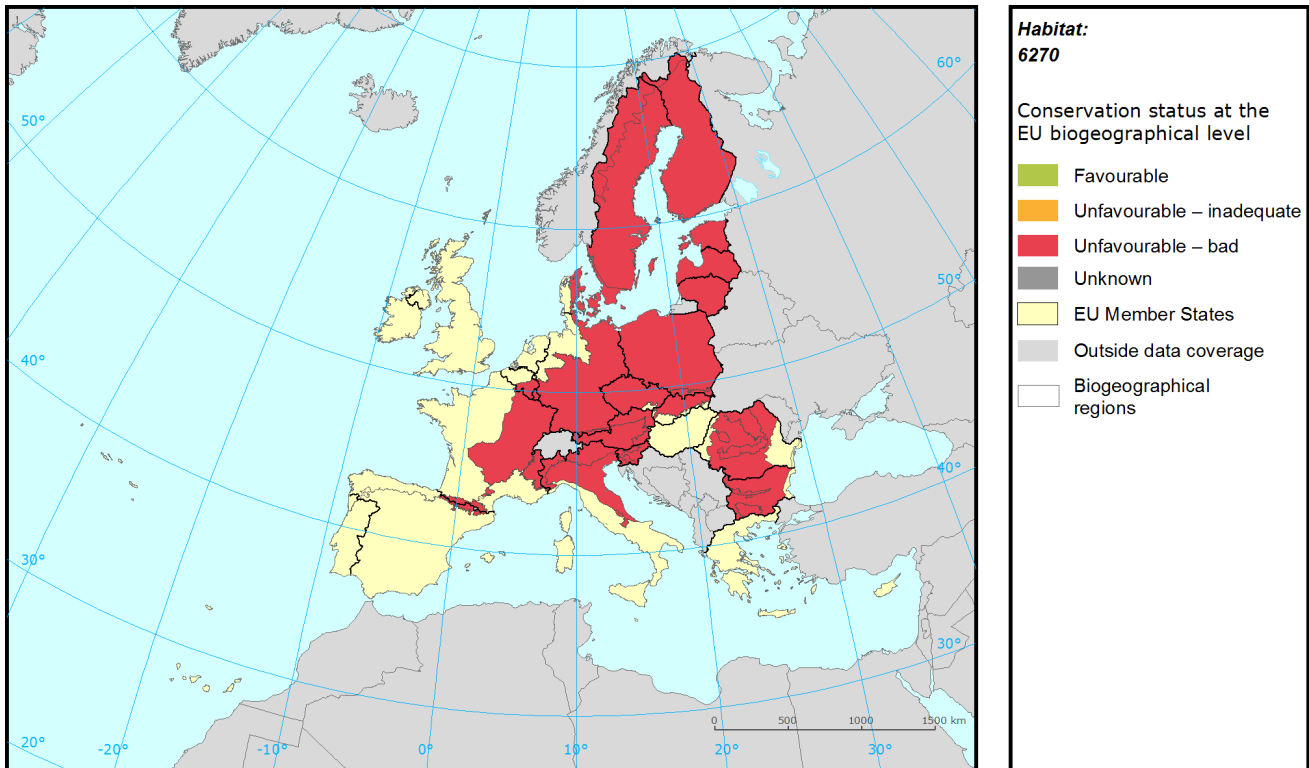 Habitat:
6270
Conservation status at the
EU biogeographical level
Favourable
Unfavourable – inadequate
Unfavourable – bad
Unknown
EU Member States
Outside data coverage
Biogeographical
regions
60°
50°
50°
40°
40°
30°
30°
20°
-20°
-10°
0°
10°
20°
30°
0 500 1000 1500 km